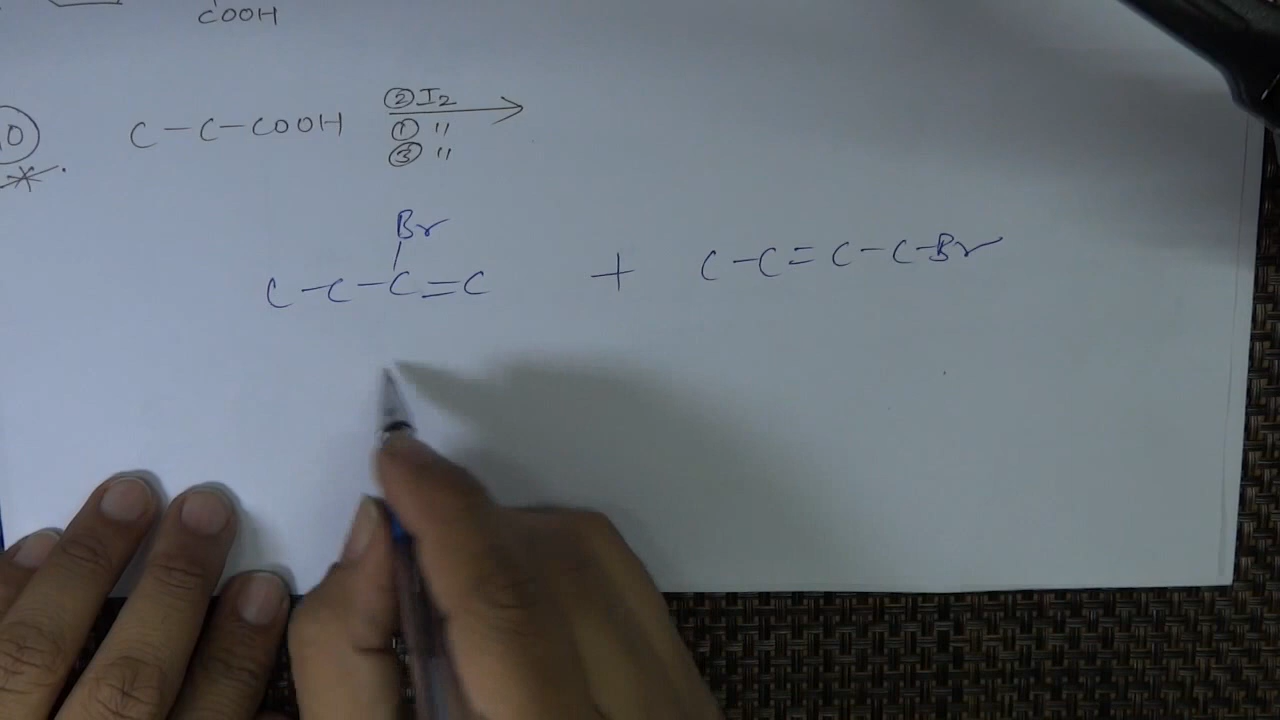 COOH
10
C-C-COOH ② I2
① "
③ "
Br
C-C-C=C + C-C=C-C-Br